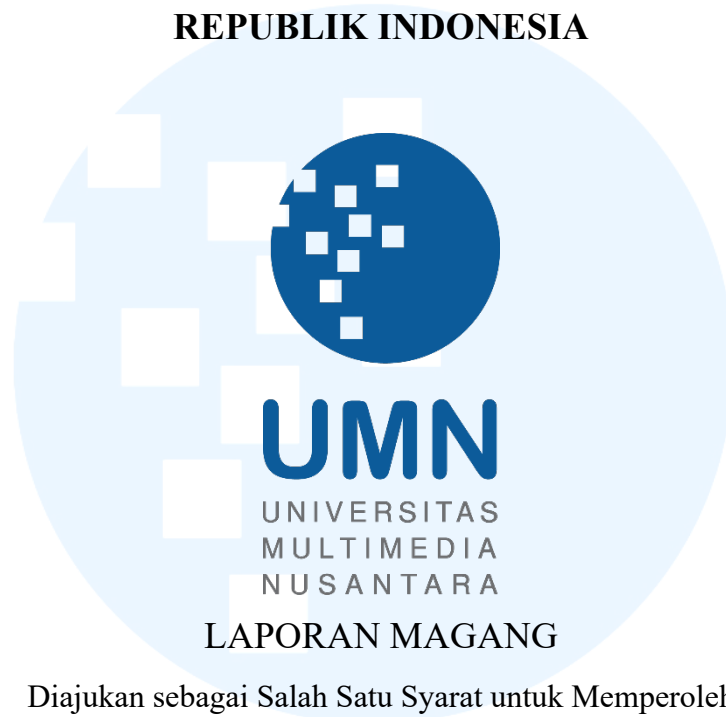 REPUBLIK INDONESIA
UMN
UNIVERSITAS
MULTIMEDIA
NUSANTARA
LAPORAN MAGANG
Diajukan sebagai Salah Satu Syarat untuk Memperoleh